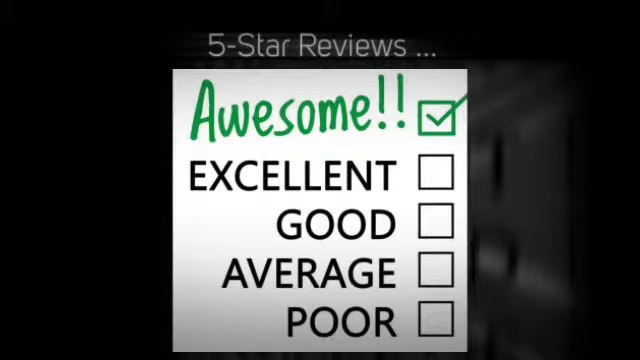 5-Star Reviews ...
Awesome!!
EXCELLENT
GOOD
AVERAGE
POOR